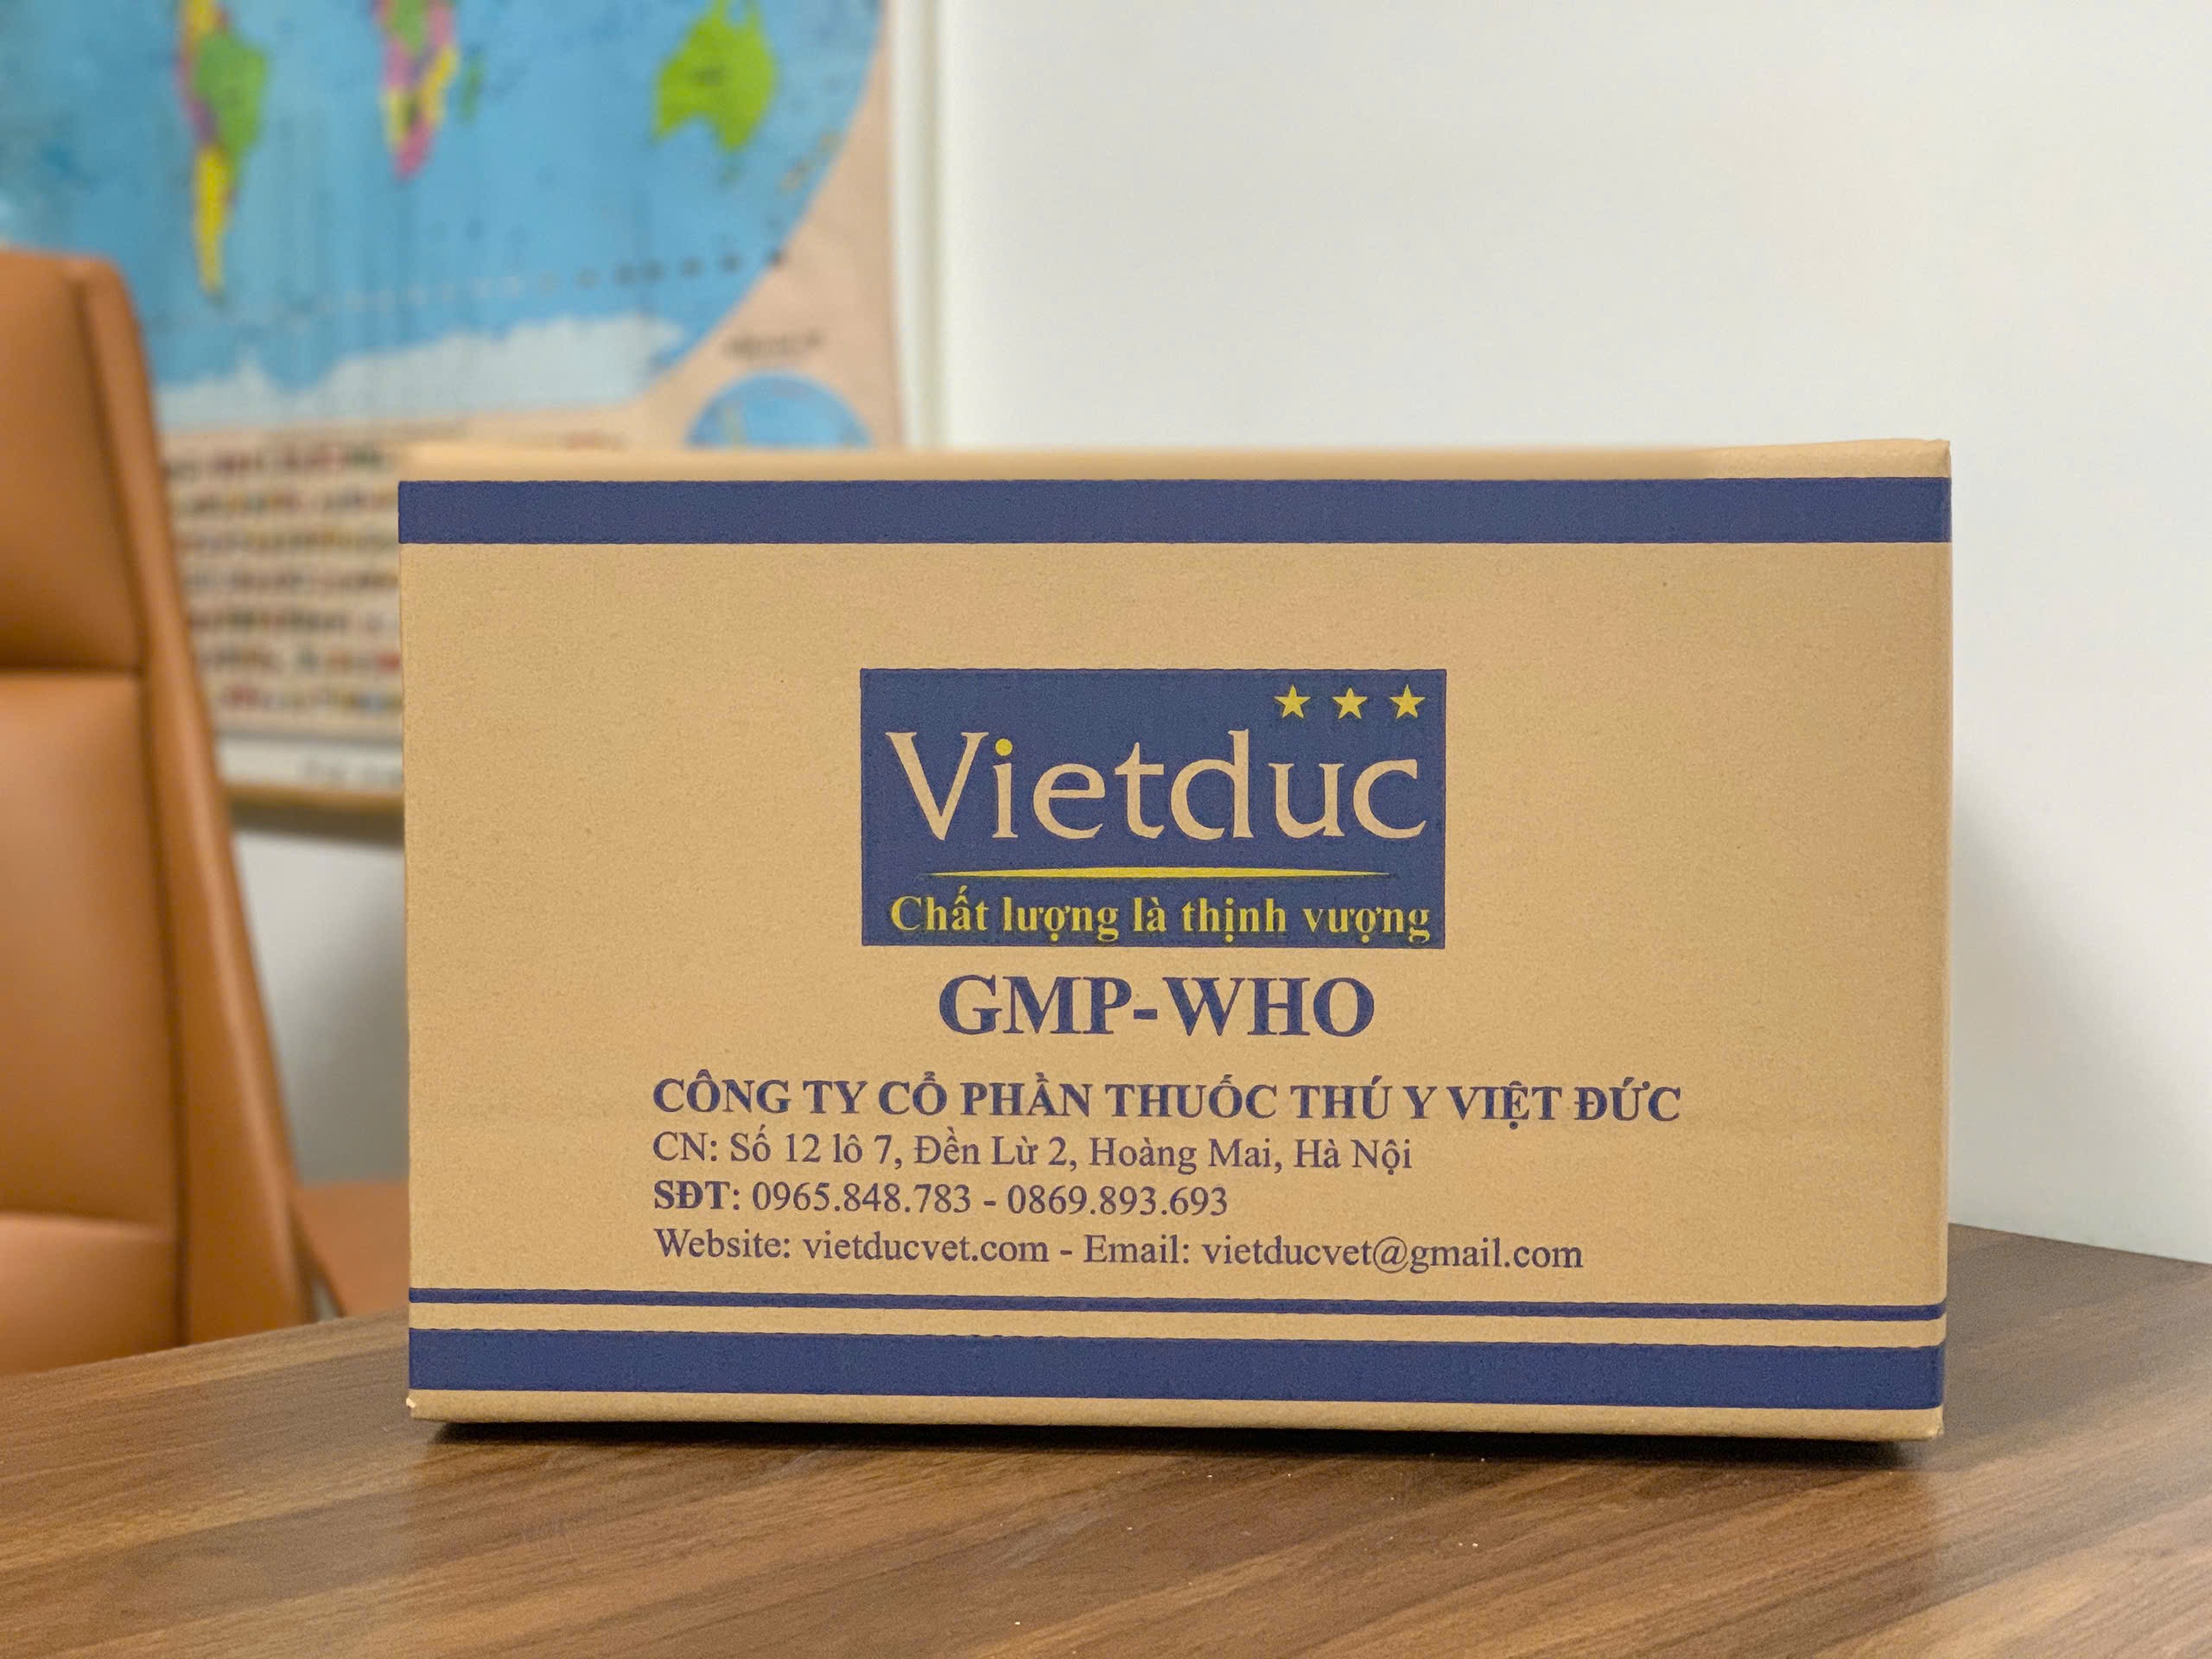 Vietduc
Chất lượng là thịnh vượng
GMP-WHO
CÔNG TY CỔ PHẦN THUỐC THÚ Y VIỆT ĐỨC
CN: Số 12 lô 7, Đền Lừ 2, Hoàng Mai, Hà Nội
SĐT: 0965.848.783 - 0869.893.693
Website: vietducvet.com - Email: vietducvet@gmail.com